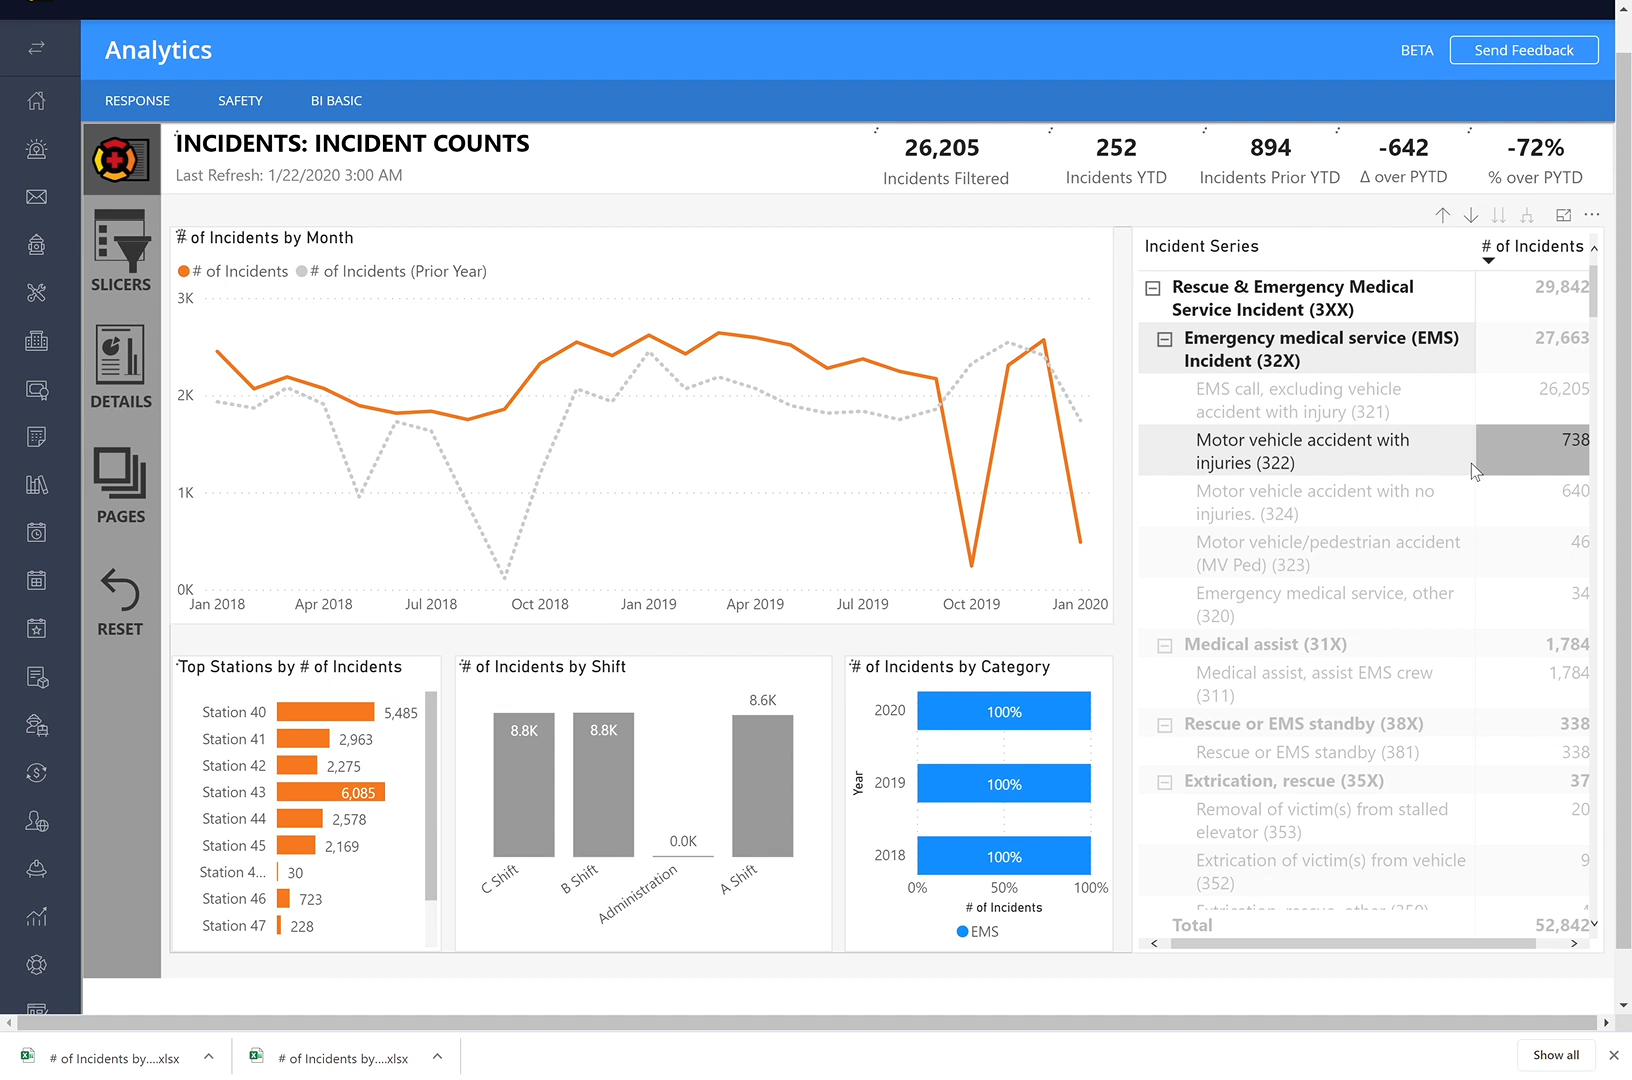 Analytics
BETA
Send Feedback
RESPONSE
SAFETY
BI BASIC
INCIDENTS: INCIDENT COUNTS
Last Refresh: 1/22/2020 3:00 AM
26,205
Incidents Filtered
252
Incidents YTD
894
Incidents Prior YTD
-642
Δ over PYTD
-72%
% over PYTD
SLICERS
DETAILS
PAGES
RESET
# of Incidents by Month
# of Incidents
# of Incidents (Prior Year)
3K
2K
1K
0K
Jan 2018
Apr 2018
Jul 2018
Oct 2018
Jan 2019
Apr 2019
Jul 2019
Oct 2019
Jan 2020
Top Stations by # of Incidents
Station 40 5,485
Station 41 2,963
Station 42 2,275
Station 43 6,085
Station 44 2,578
Station 45 2,169
Station 4... 30
Station 46 723
Station 47 228
# of Incidents by Shift
8.8K
8.8K
0.0K
8.6K
C Shift
B Shift
Administration
A Shift
# of Incidents by Category
Year
2020 100%
2019 100%
2018 100%
0% 50% 100%
# of Incidents
EMS
Incident Series # of Incidents
Rescue & Emergency Medical 29,842
Service Incident (3XX)
Emergency medical service (EMS) 27,663
Incident (32X)
EMS call, excluding vehicle 26,205
accident with injury (321)
Motor vehicle accident with 738
injuries (322)
Motor vehicle accident with no 640
injuries. (324)
Motor vehicle/pedestrian accident 46
(MV Ped) (323)
Emergency medical service, other 34
(320)
Medical assist (31X) 1,784
Medical assist, assist EMS crew 1,784
(311)
Rescue or EMS standby (38X) 338
Rescue or EMS standby (381) 338
Extrication, rescue (35X) 37
Removal of victim(s) from stalled 20
elevator (353)
Extrication of victim(s) from vehicle 9
(352)
Total 52,842
# of Incidents by....xlsx
# of Incidents by....xlsx
Show all